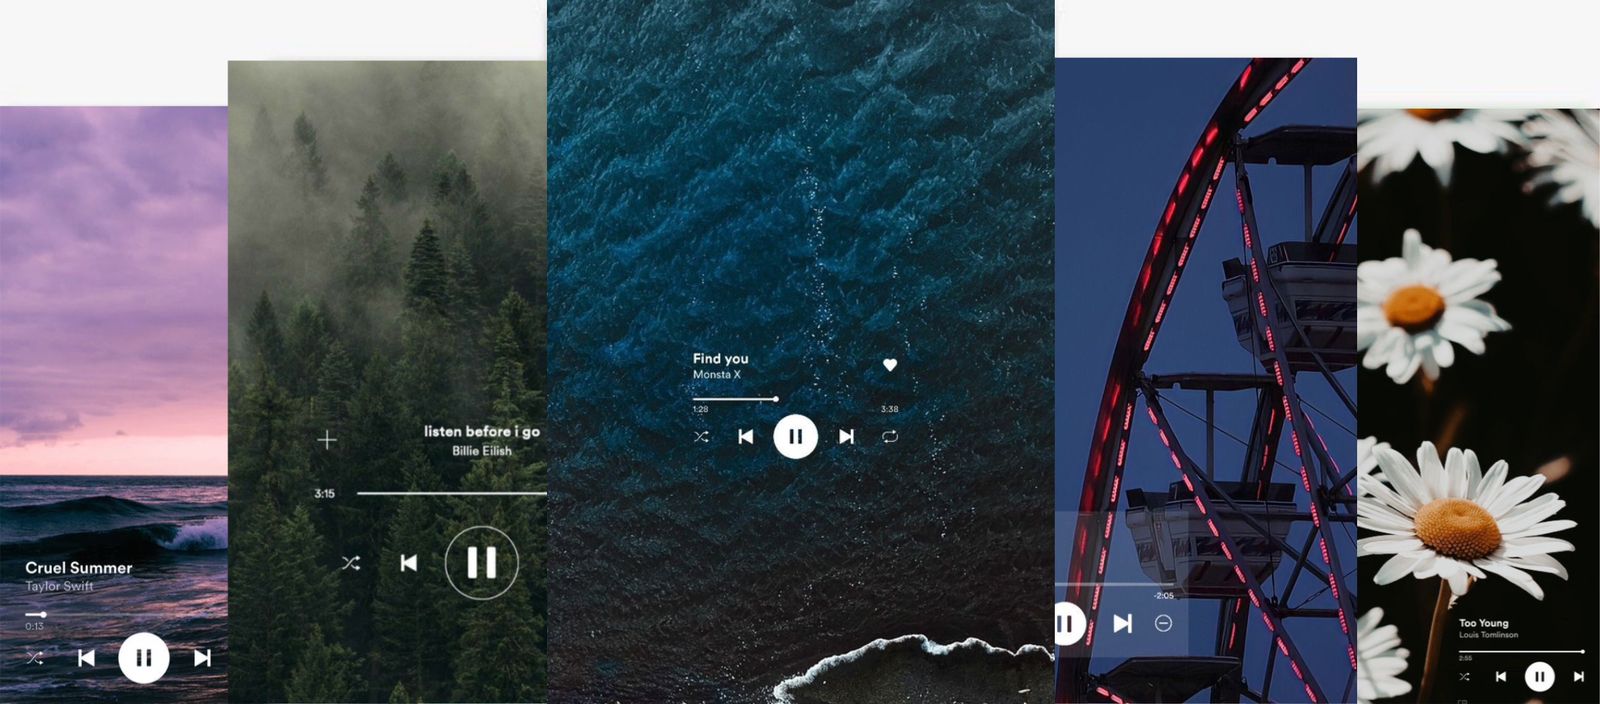 Cruel Summer
Taylor Swift
0:13
listen before i go
Billie Eilish
3:15
Find you
Monsta X
1:28
3:38
-2:05
Too Young
Louis Tomlinson
2:55